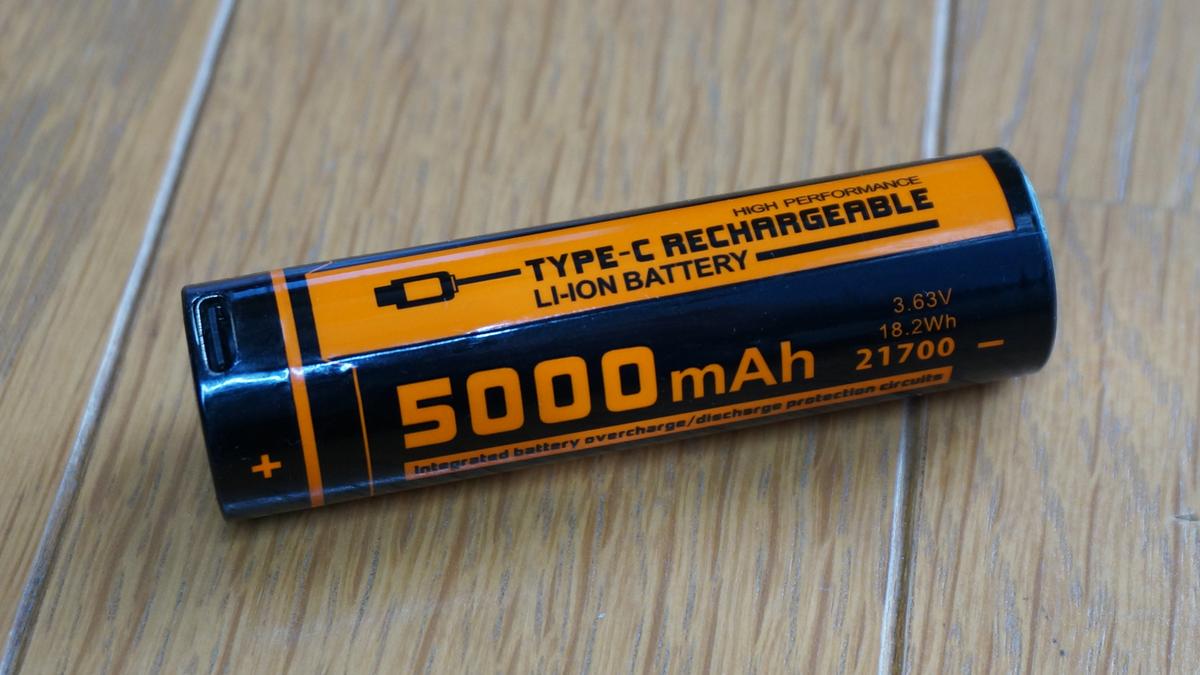 HIGH PERFORMANCE
TYPE-C RECHARGEABLE
LI-ION BATTERY
3.63V
18.2Wh
5000mAh 21700 −
Integrated battery overcharge/discharge protection circuits
+